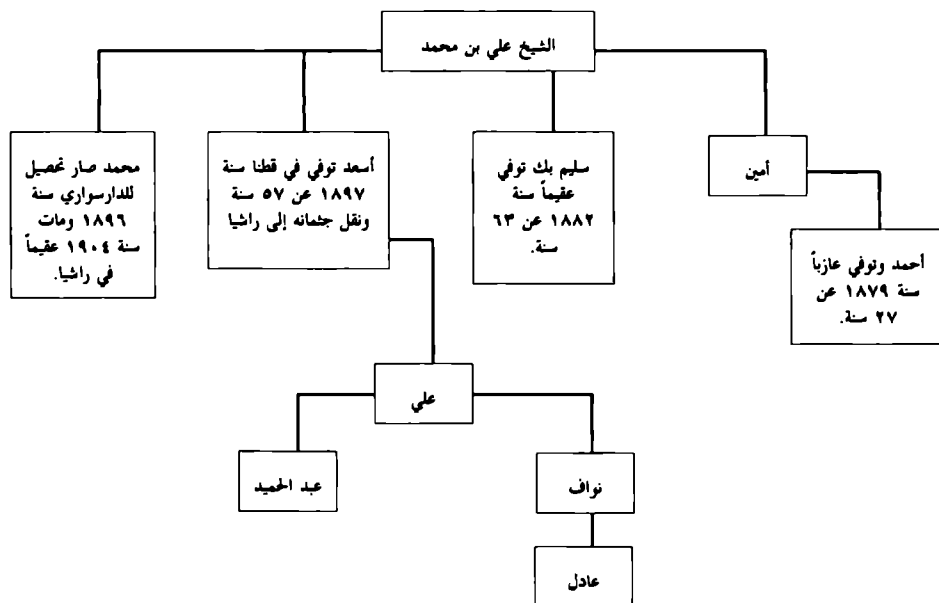 الشيخ علي بن محمد
أمين
سليم بك توفي
عقيماً سنة
١٨٨٢ عن ٦٣
سنة.
أسعد توفي في قطنا سنة
١٨٩٧ عن ٥٧ سنة
ونقل جثمانه إلى راشيا
محمد صار تحصيل
للدارسواري سنة
١٨٩٦ ومات
سنة ١٩٠٤ عقيماً
في راشيا.
أحمد وتوفي عازباً
سنة ١٨٧٩ عن
٢٧ سنة.
علي
نواف
عبد الحميد
عادل